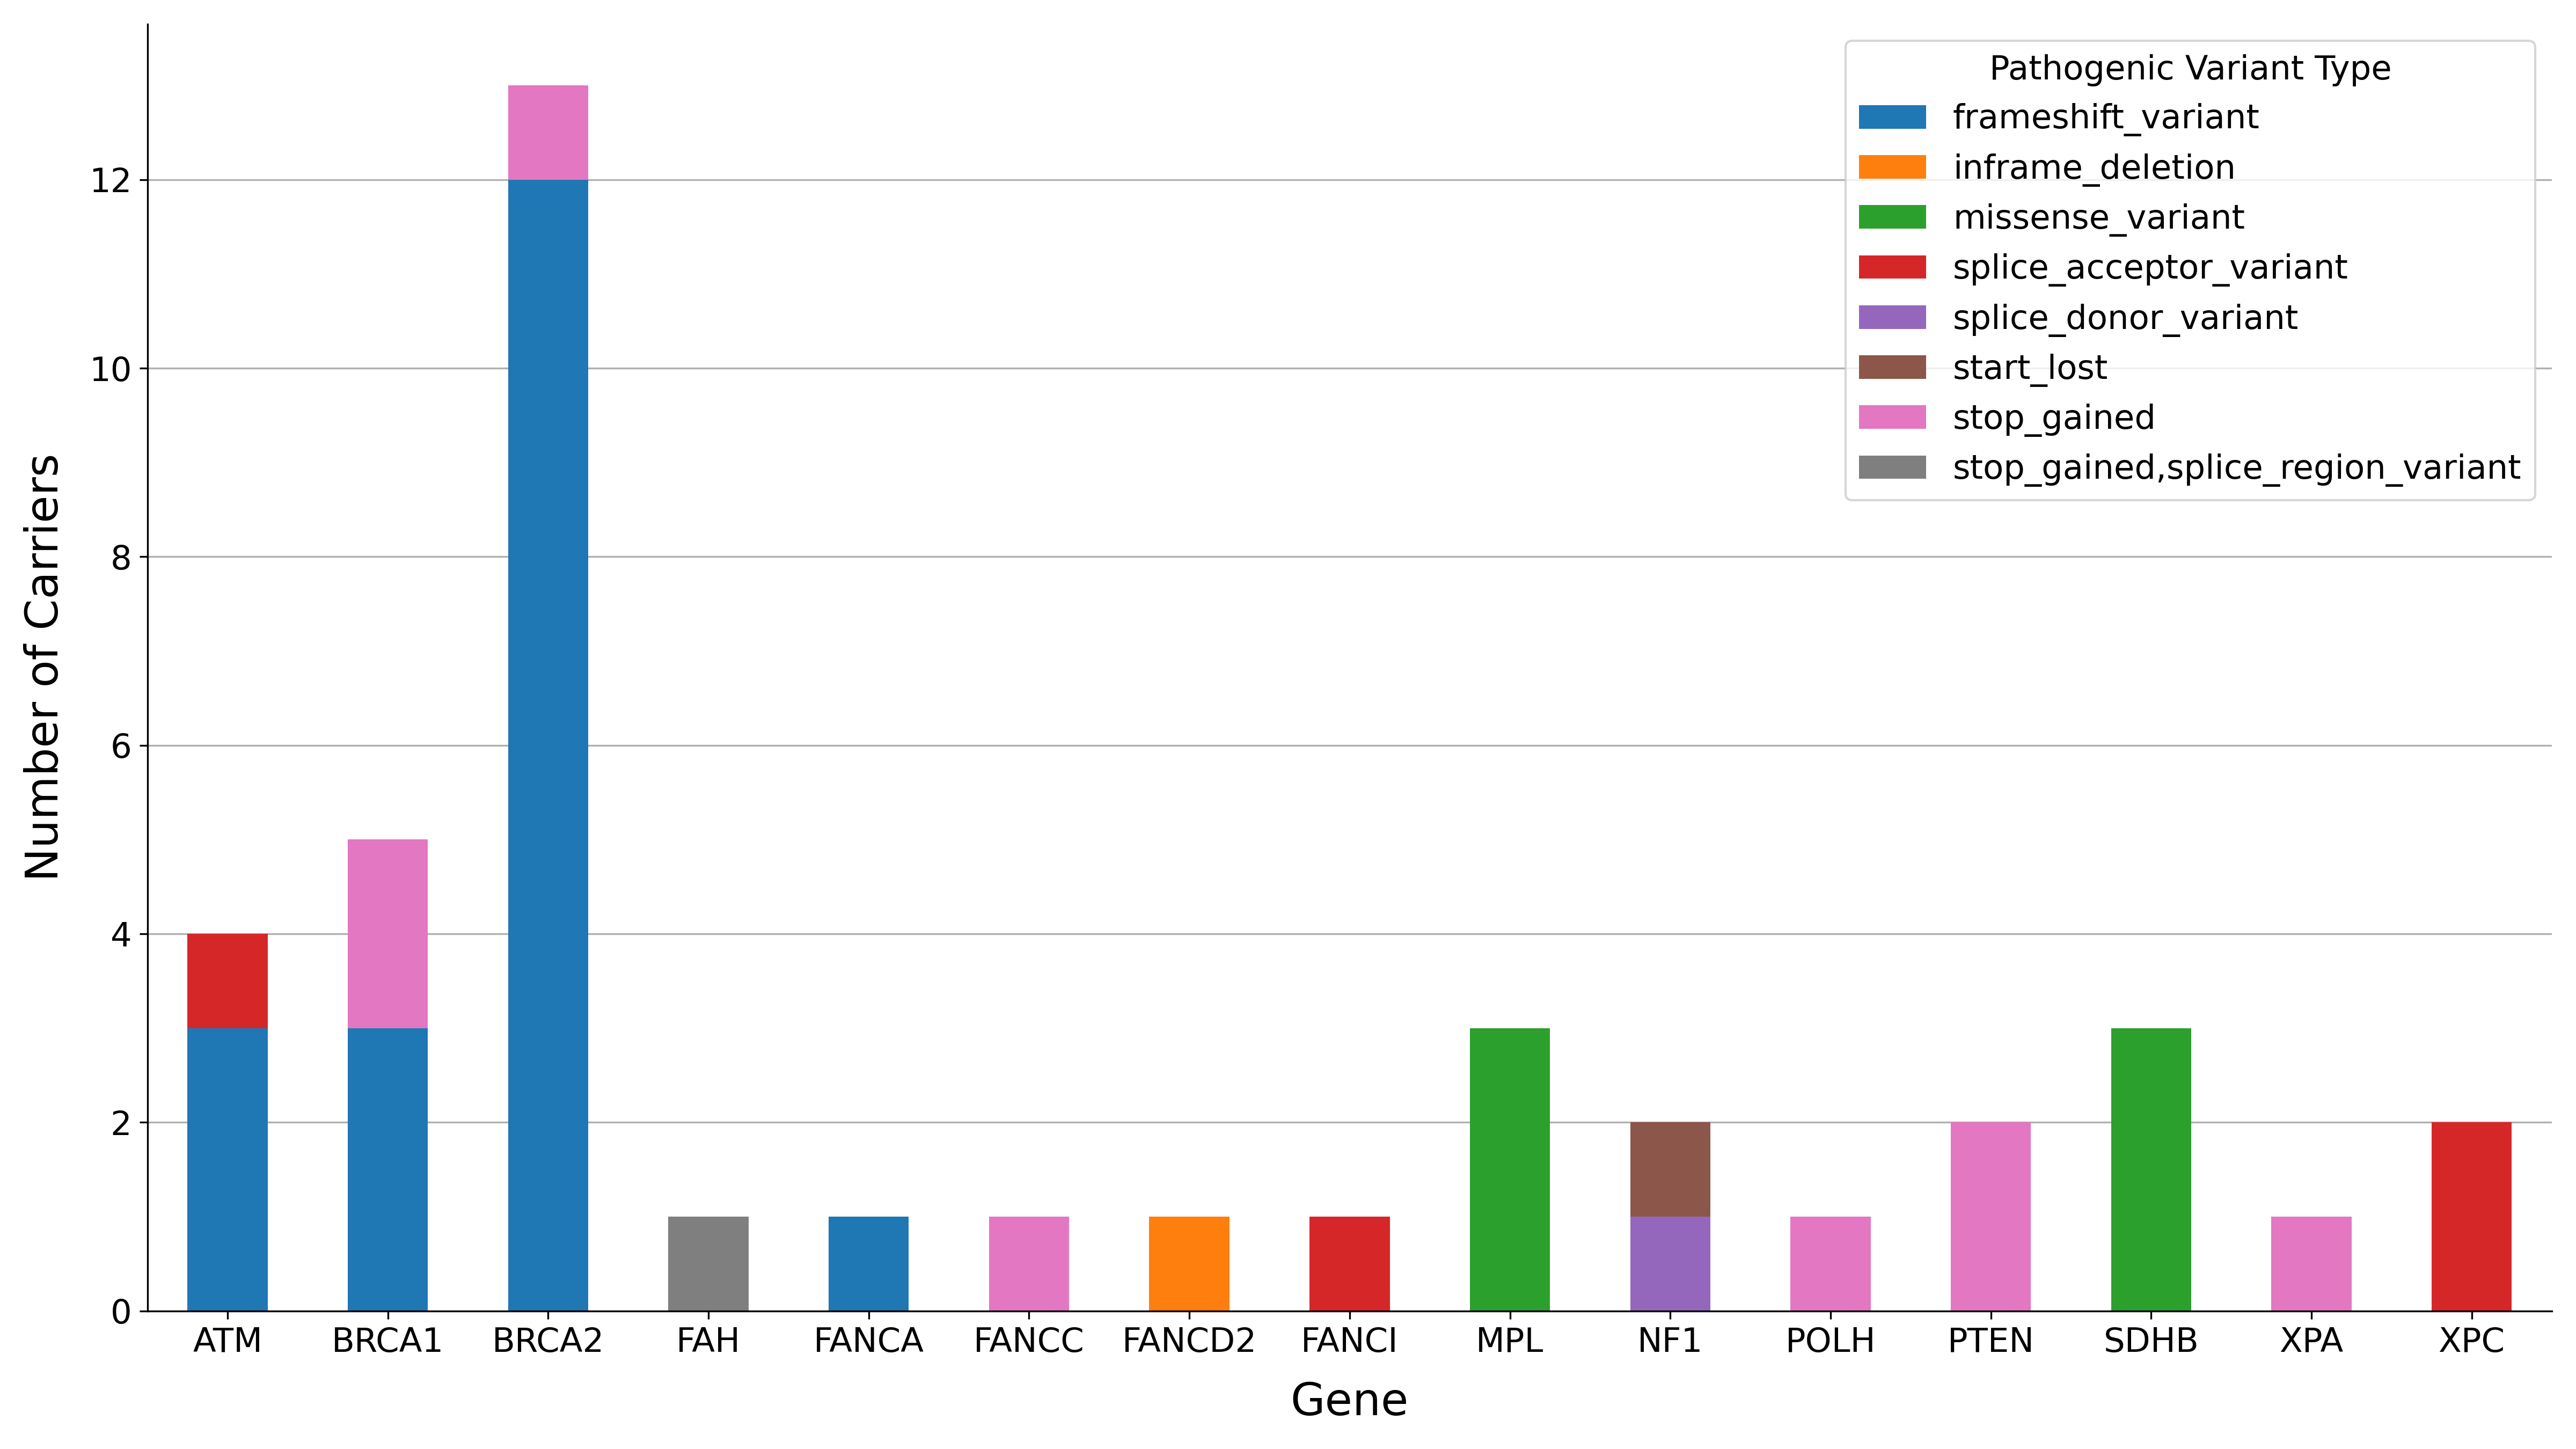 Pathogenic Variant Type
frameshift_variant
inframe_deletion
missense_variant
splice_acceptor_variant
splice_donor_variant
start_lost
stop_gained
stop_gained,splice_region_variant
Number of Carriers
12
10
8
6
4
2
0
ATM BRCA1 BRCA2 FAH FANCA FANCC FANCD2 FANCI MPL NF1 POLH PTEN SDHB XPA XPC
Gene